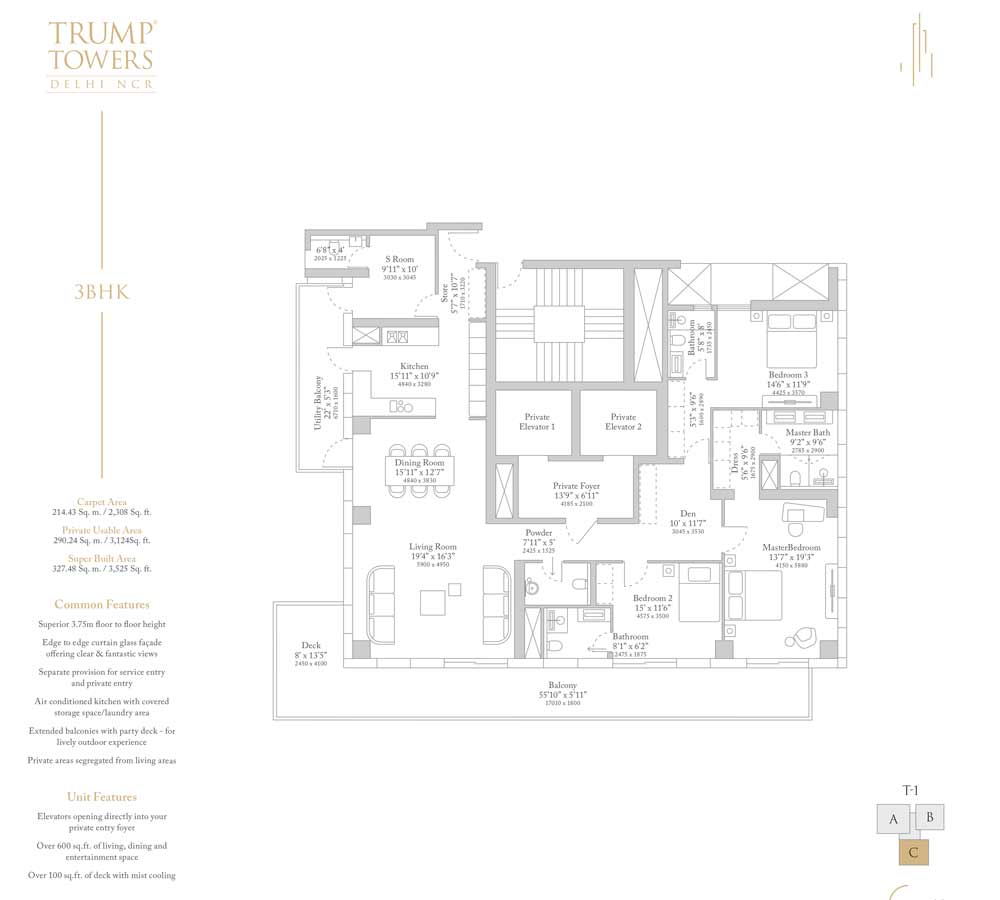 TRUMP®
TOWERS
DELHI NCR
3BHK
Carpet Area
214.43 Sq. m. / 2,308 Sq. ft.
Private Usable Area
290.24 Sq. m. / 3,124Sq. ft.
Super Built Area
327.48 Sq. m. / 3,525 Sq. ft.
Common Features
Superior 3.75m floor to floor height
Edge to edge curtain glass façade
offering clear & fantastic views
Separate provision for service entry
and private entry
Air conditioned kitchen with covered
storage space/laundry area
Extended balconies with party deck - for
lively outdoor experience
Private areas segregated from living areas
Unit Features
Elevators opening directly into your
private entry foyer
Over 600 sq.ft. of living, dining and
entertainment space
Over 100 sq.ft. of deck with mist cooling
6'8" x 4'
2025 x 1225
S Room
9'11" x 10'
3030 x 3045
Store
5'7" x 10'7"
1710 x 3220
Kitchen
15'11" x 10'9"
4840 x 3280
Utility Balcony
22' x 5'3"
6710 x 1600
Dining Room
15'11" x 12'7"
4840 x 3830
Living Room
19'4" x 16'3"
5900 x 4950
Deck
8' x 13'5"
2450 x 4100
Balcony
55'10" x 5'11"
17010 x 1800
Private
Elevator 1
Private
Elevator 2
Private Foyer
13'9" x 6'11"
4185 x 2100
Powder
7'11" x 5'
2425 x 1525
Bathroom
5'8" x 8'
1735 x 2450
Bedroom 3
14'6" x 11'9"
4425 x 3570
5'3" x 9'6"
1610 x 2890
Dress
5'6" x 9'6"
1675 x 2900
Master Bath
9'2" x 9'6"
2785 x 2900
Den
10' x 11'7"
3045 x 3530
MasterBedroom
13'7" x 19'3"
4150 x 5880
Bedroom 2
15' x 11'6"
4575 x 3500
Bathroom
8'1" x 6'2"
2475 x 1875
T-1
A
B
C